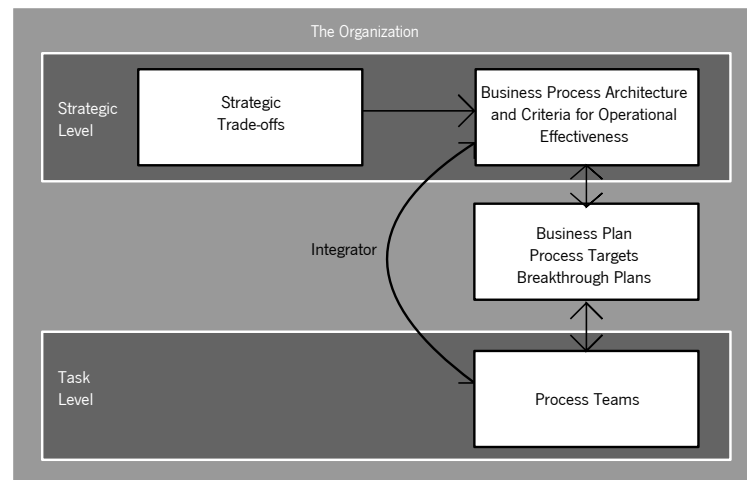 The Organization
Strategic
Level
Strategic
Trade-offs
Business Process Architecture
and Criteria for Operational
Effectiveness
Integrator
Business Plan
Process Targets
Breakthrough Plans
Task
Level
Process Teams